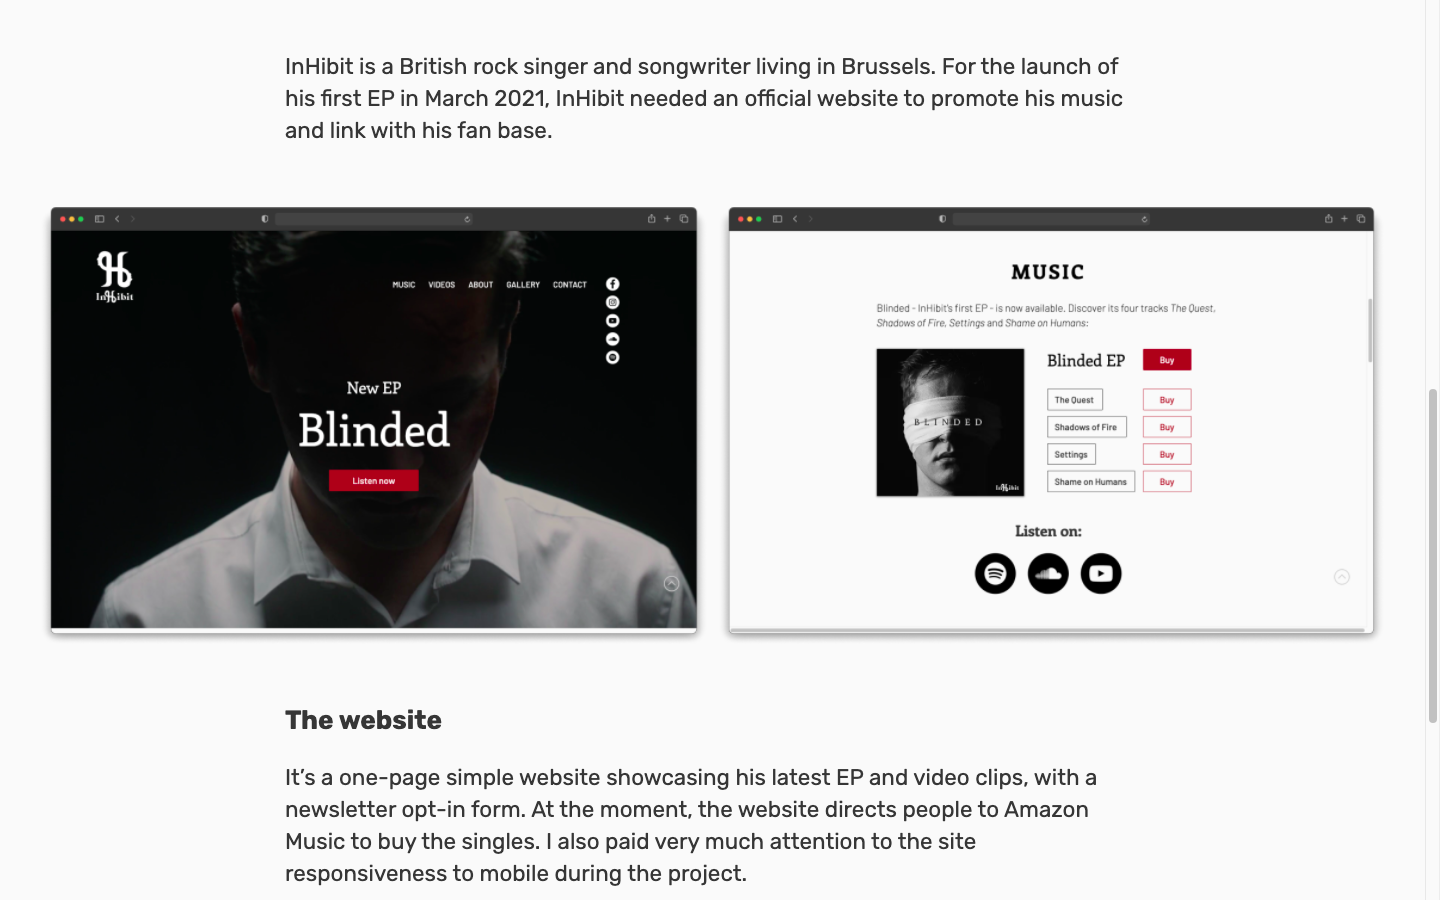 InHibit is a British rock singer and songwriter living in Brussels. For the launch of
his first EP in March 2021, InHibit needed an official website to promote his music
and link with his fan base.
InHibit
MUSIC VIDEOS ABOUT GALLERY CONTACT
New EP
Blinded
Listen now
MUSIC
Blinded - InHibit's first EP - is now available. Discover its four tracks The Quest,
Shadows of Fire, Settings and Shame on Humans:
BLINDED
InHibit
Blinded EP Buy
The Quest Buy
Shadows of Fire Buy
Settings Buy
Shame on Humans Buy
Listen on:
The website
It’s a one-page simple website showcasing his latest EP and video clips, with a
newsletter opt-in form. At the moment, the website directs people to Amazon
Music to buy the singles. I also paid very much attention to the site
responsiveness to mobile during the project.